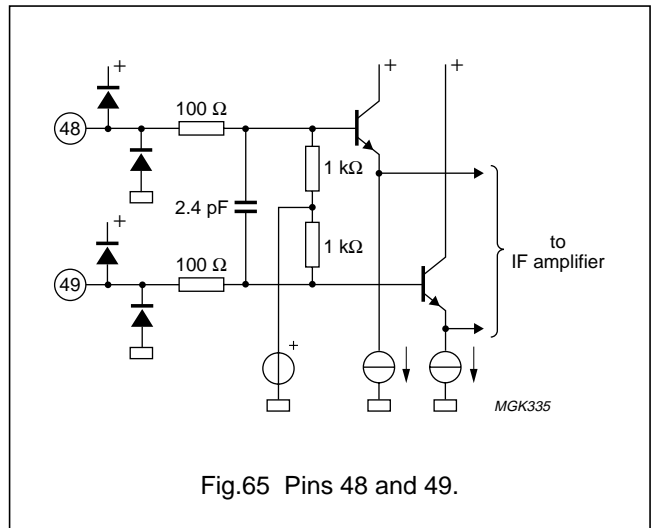 +
+
+
100 Ω
48
1 kΩ
2.4 pF
+
1 kΩ
to
IF amplifier
100 Ω
49
+
MGK335
Fig.65 Pins 48 and 49.